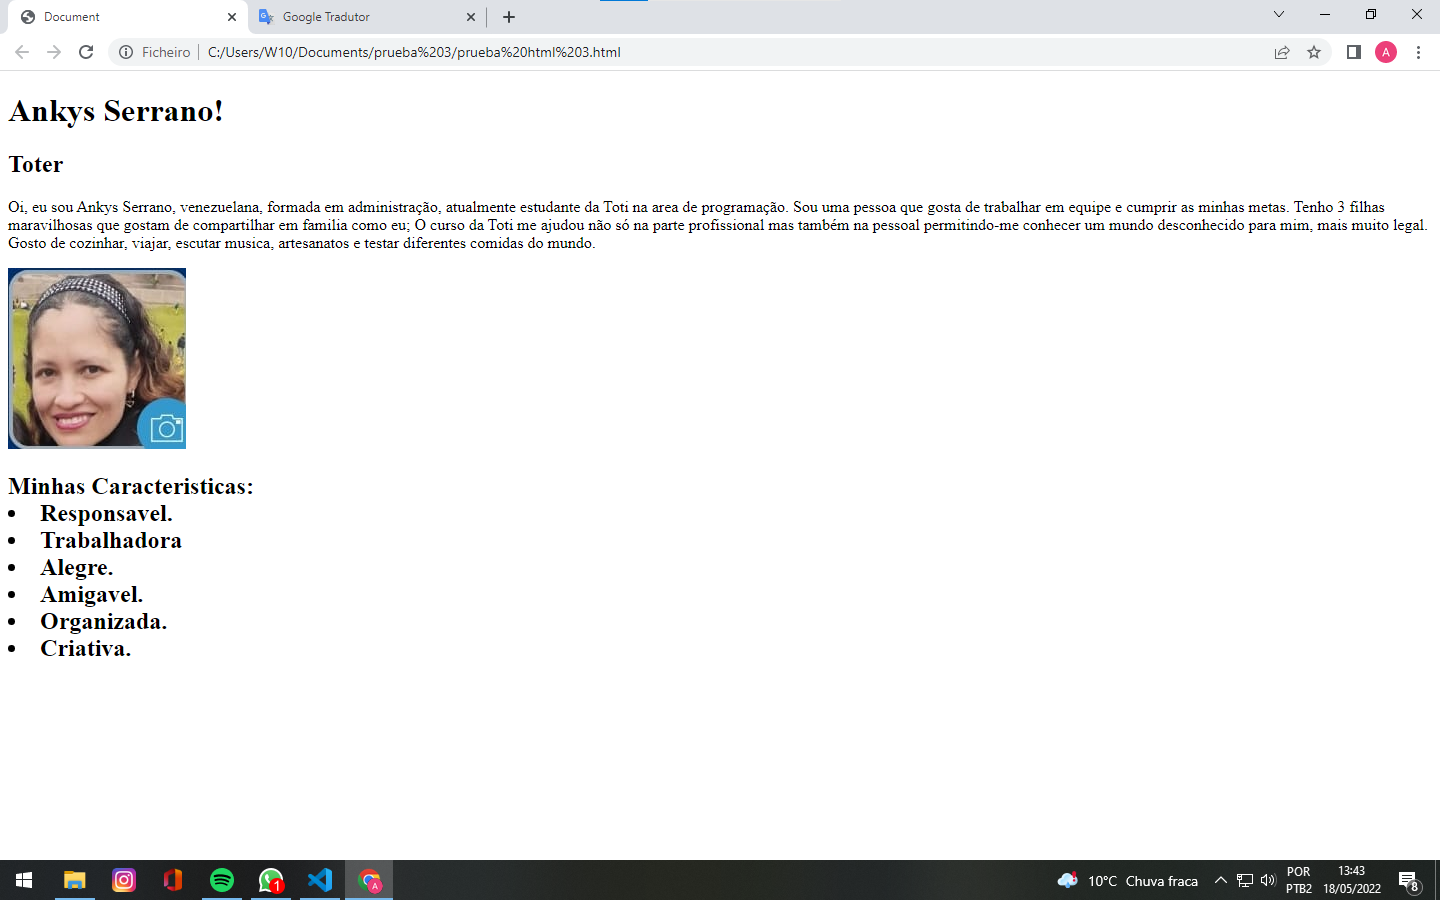 Document
Google Tradutor
Ficheiro
C:/Users/W10/Documents/prueba%203/prueba%20html%203.html
A
Ankys Serrano!
Toter
Oi, eu sou Ankys Serrano, venezuelana, formada em administração, atualmente estudante da Toti na area de programação. Sou uma pessoa que gosta de trabalhar em equipe e cumprir as minhas metas. Tenho 3 filhas
maravilhosas que gostam de compartilhar em familia como eu; O curso da Toti me ajudou não só na parte profissional mas também na pessoal permitindo-me conhecer um mundo desconhecido para mim, mais muito legal.
Gosto de cozinhar, viajar, escutar musica, artesanatos e testar diferentes comidas do mundo.
Minhas Caracteristicas:
Responsavel.
Trabalhadora
Alegre.
Amigavel.
Organizada.
Criativa.
1
A
10°C Chuva fraca
POR
PTB2
13:43
18/05/2022
8